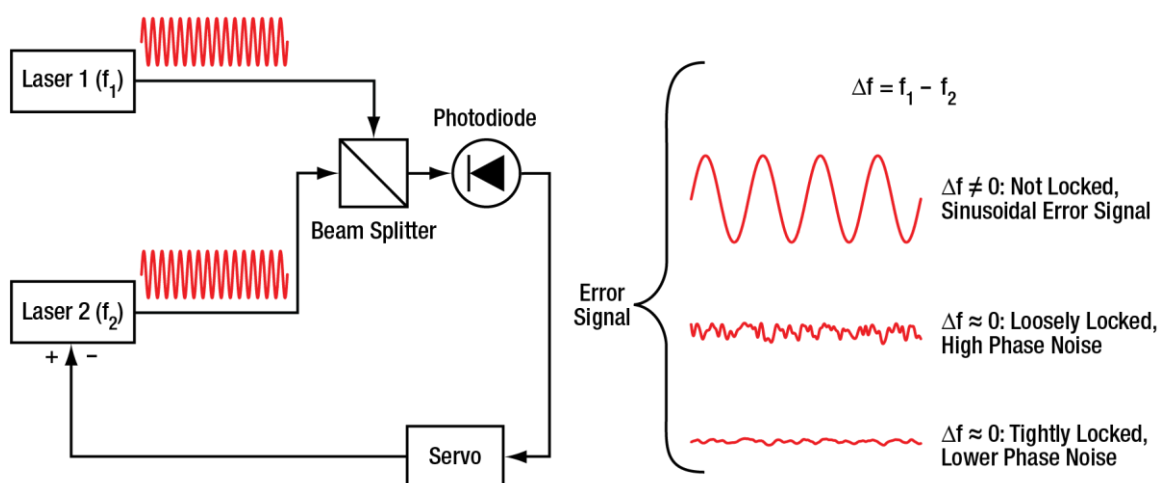 Laser 1 (f₁)
Laser 2 (f₂)
+ −
Beam Splitter
Photodiode
Servo
Error
Signal
Δf = f₁ − f₂
Δf ≠ 0: Not Locked,
Sinusoidal Error Signal
Δf ≈ 0: Loosely Locked,
High Phase Noise
Δf ≈ 0: Tightly Locked,
Lower Phase Noise